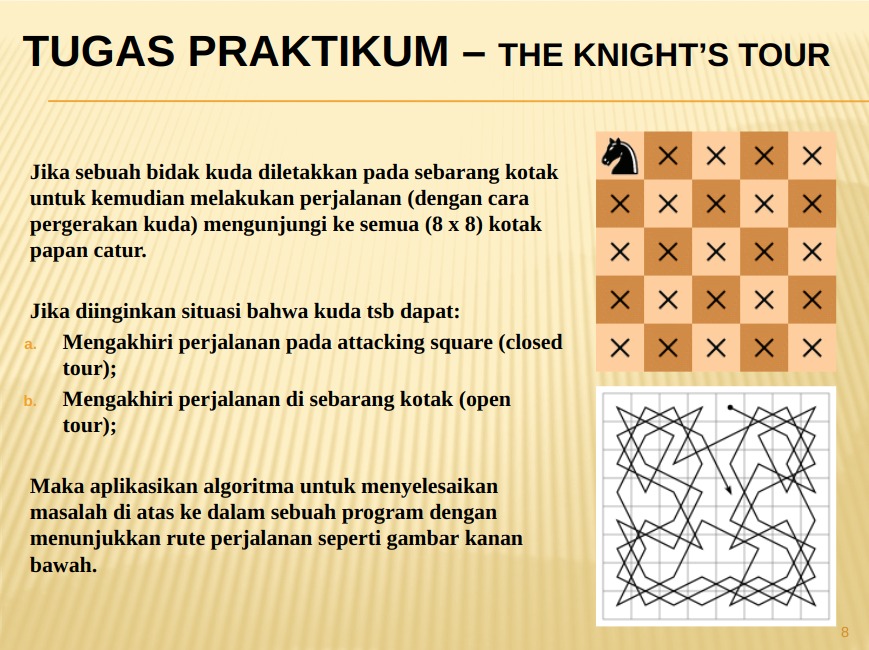 TUGAS PRAKTIKUM – THE KNIGHT’S TOUR
Jika sebuah bidak kuda diletakkan pada sebarang kotak
untuk kemudian melakukan perjalanan (dengan cara
pergerakan kuda) mengunjungi ke semua (8 x 8) kotak
papan catur.
Jika diinginkan situasi bahwa kuda tsb dapat:
a. Mengakhiri perjalanan pada attacking square (closed
tour);
b. Mengakhiri perjalanan di sebarang kotak (open
tour);
Maka aplikasikan algoritma untuk menyelesaikan
masalah di atas ke dalam sebuah program dengan
menunjukkan rute perjalanan seperti gambar kanan
bawah.
8